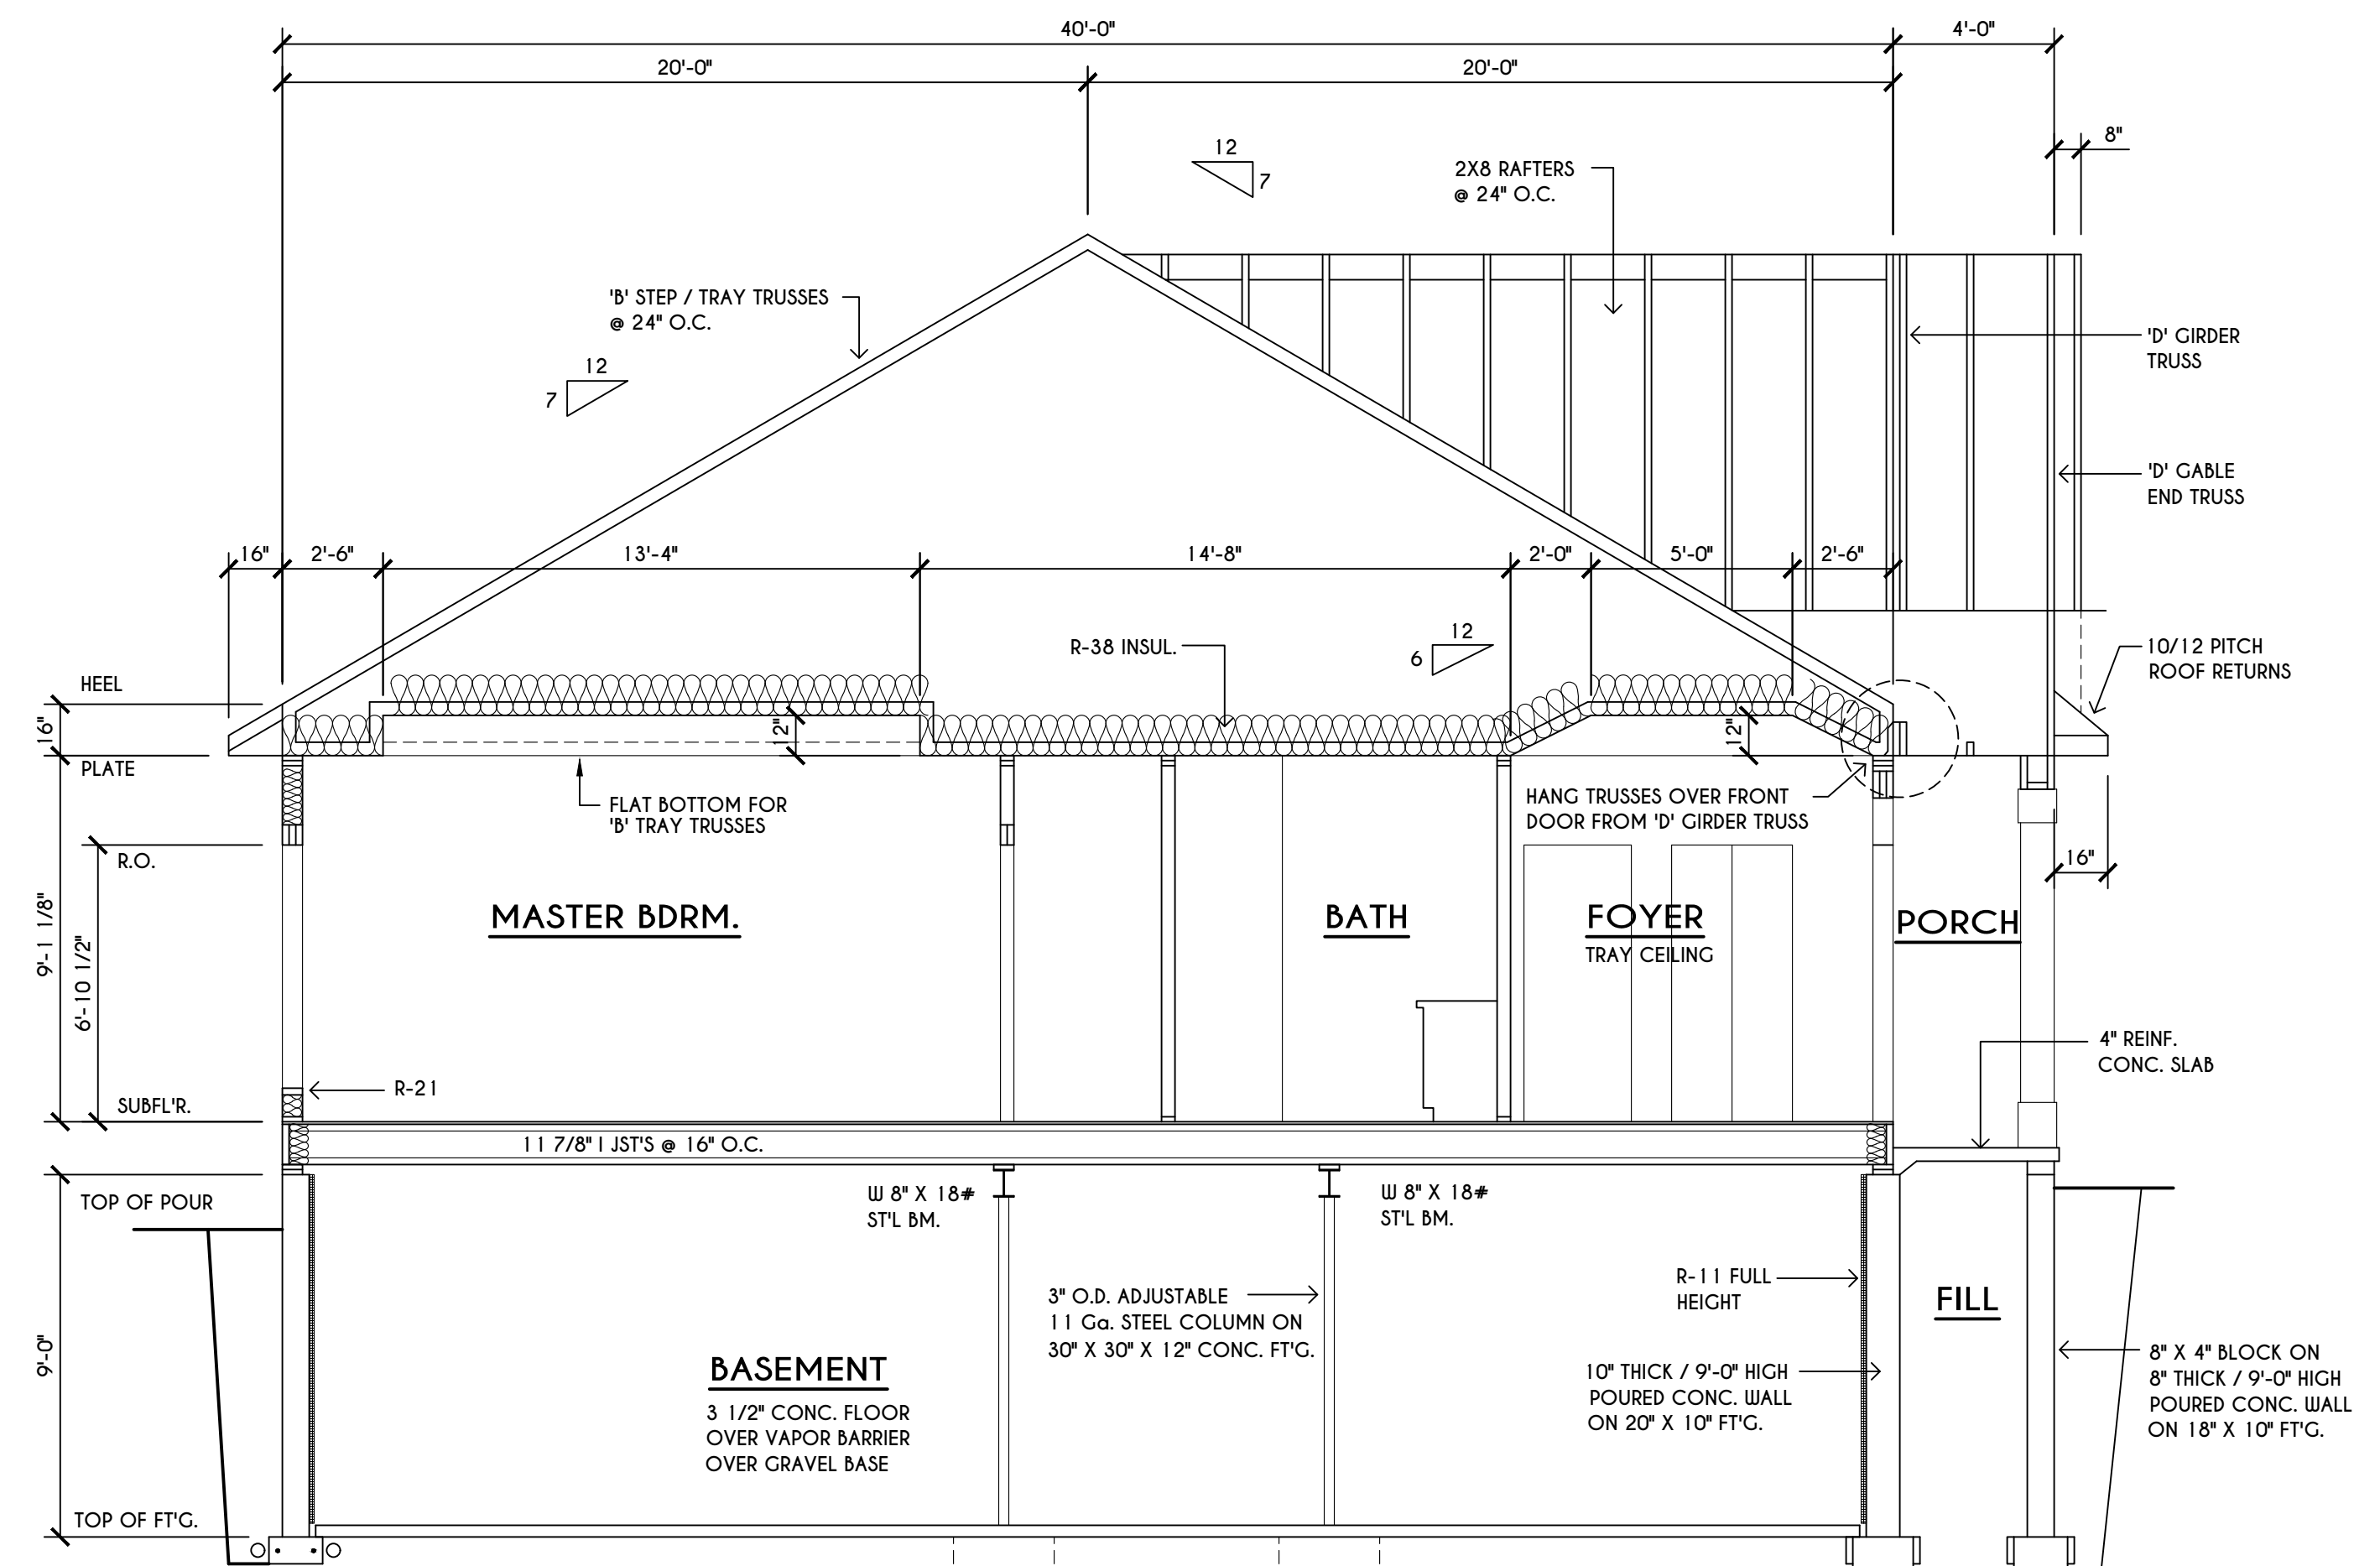 40'-0"
4'-0"
20'-0"
20'-0"
8"
12
7
2X8 RAFTERS
@ 24" O.C.
'B' STEP / TRAY TRUSSES
@ 24" O.C.
12
7
'D' GIRDER
TRUSS
'D' GABLE
END TRUSS
16"
2'-6"
13'-4"
14'-8"
2'-0"
5'-0"
2'-6"
R-38 INSUL.
12
6
10/12 PITCH
ROOF RETURNS
HEEL
16"
12"
12"
PLATE
FLAT BOTTOM FOR
'B' TRAY TRUSSES
HANG TRUSSES OVER FRONT
DOOR FROM 'D' GIRDER TRUSS
R.O.
16"
9'-1 1/8"
6'-10 1/2"
MASTER BDRM.
BATH
FOYER
TRAY CEILING
PORCH
4" REINF.
CONC. SLAB
R-21
SUBFL'R.
11 7/8" I JST'S @ 16" O.C.
TOP OF POUR
W 8" X 18#
ST'L BM.
W 8" X 18#
ST'L BM.
R-11 FULL
HEIGHT
3" O.D. ADJUSTABLE
11 Ga. STEEL COLUMN ON
30" X 30" X 12" CONC. FT'G.
FILL
9'-0"
BASEMENT
3 1/2" CONC. FLOOR
OVER VAPOR BARRIER
OVER GRAVEL BASE
10" THICK / 9'-0" HIGH
POURED CONC. WALL
ON 20" X 10" FT'G.
8" X 4" BLOCK ON
8" THICK / 9'-0" HIGH
POURED CONC. WALL
ON 18" X 10" FT'G.
TOP OF FT'G.